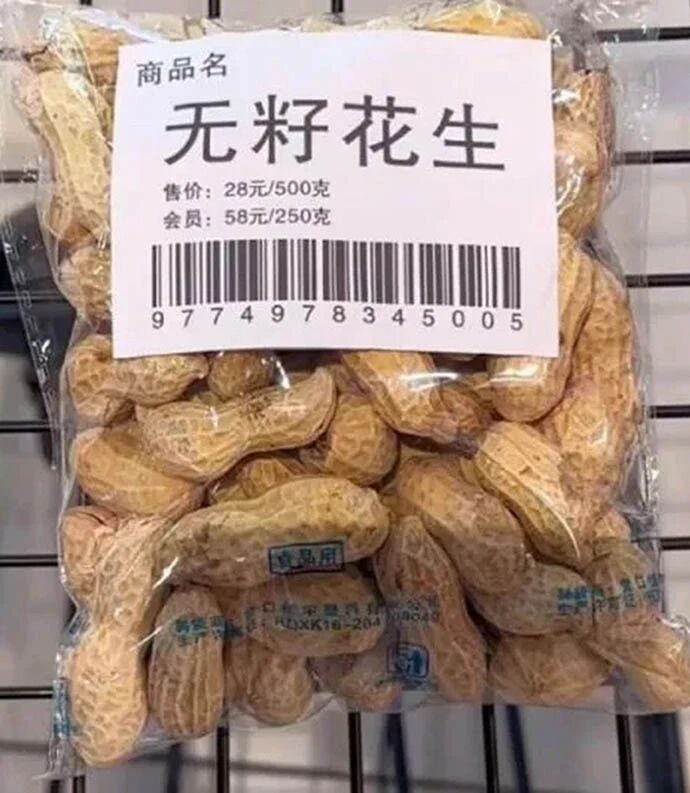 商品名
无籽花生
售价：28元/500克
会员：58元/250克
9774978345005
食品用